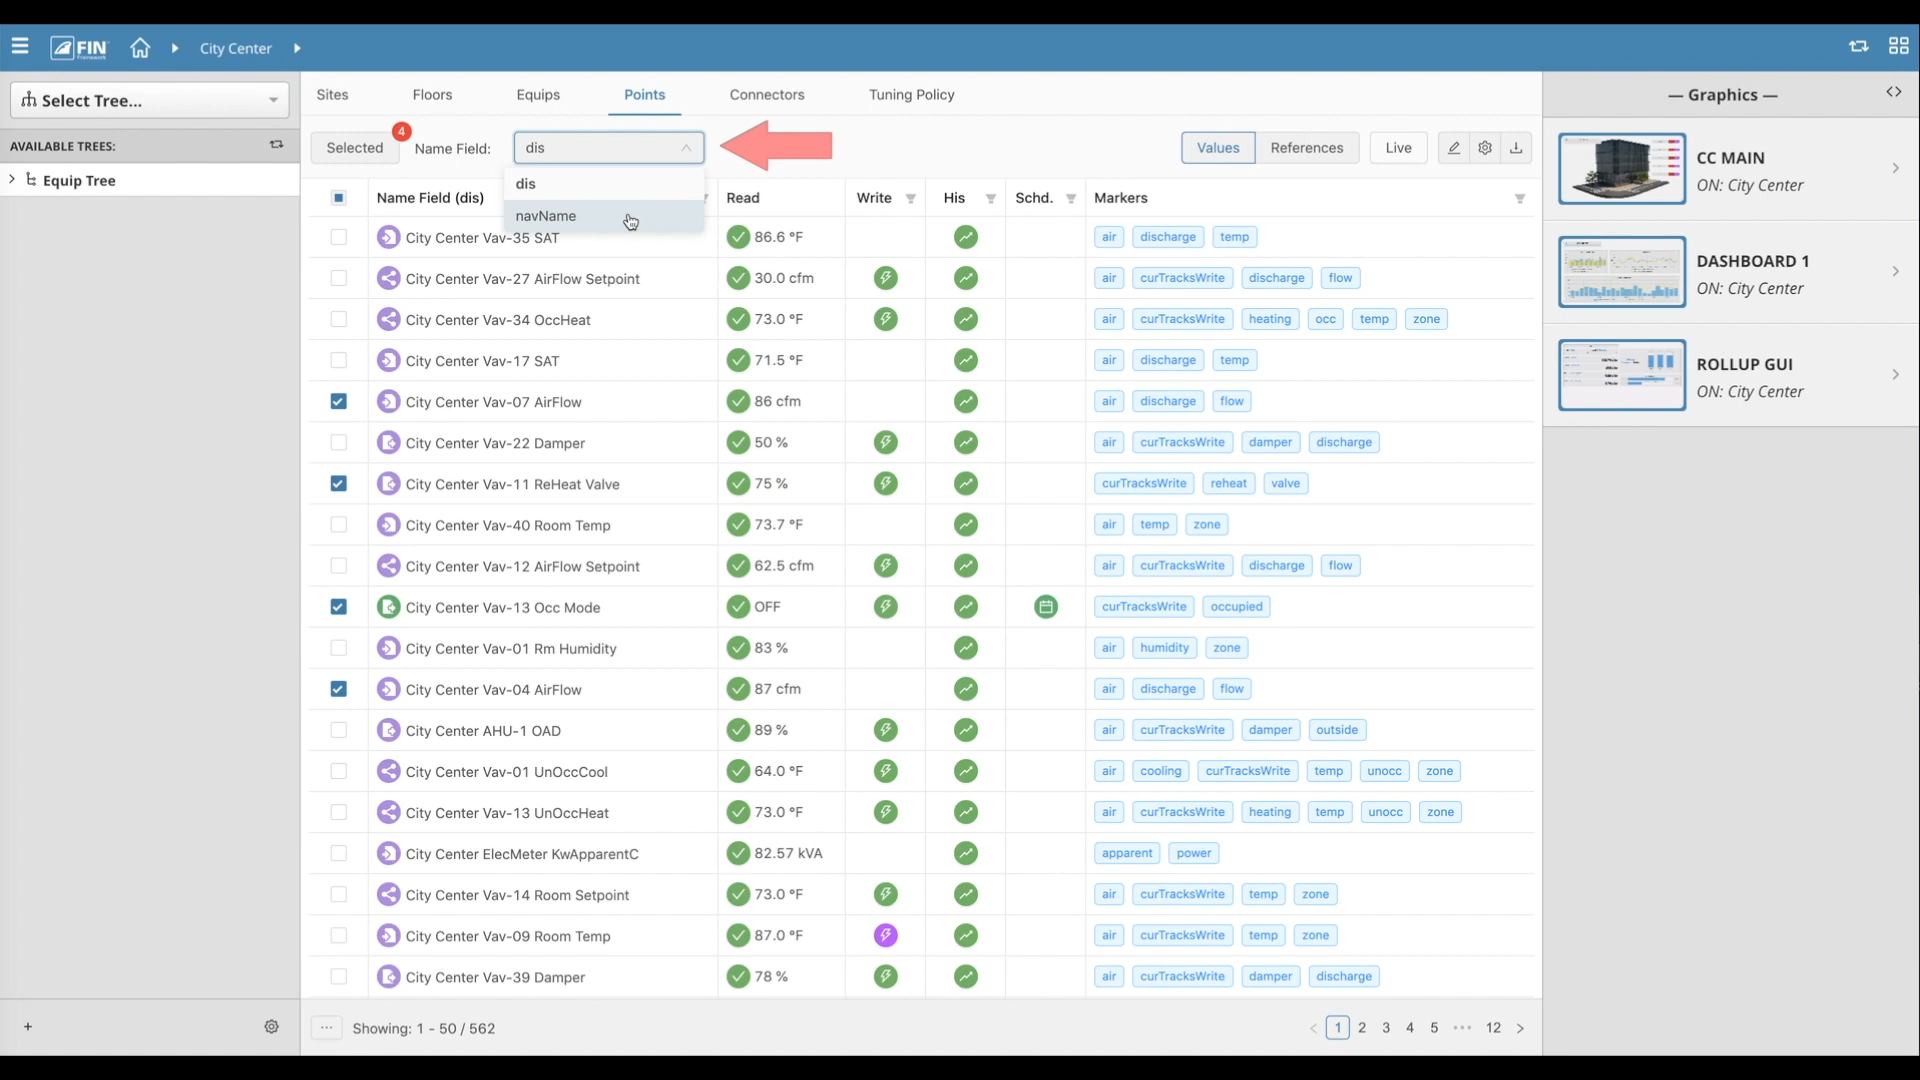 FIN
Framework
City Center
Select Tree...
AVAILABLE TREES:
Equip Tree
Sites Floors Equips Points Connectors Tuning Policy
Selected 4 Name Field: dis Values References Live
dis
navName
Name Field (dis) Read Write His Schd. Markers
City Center Vav-35 SAT 86.6 °F air discharge temp
City Center Vav-27 AirFlow Setpoint 30.0 cfm air curTracksWrite discharge flow
City Center Vav-34 OccHeat 73.0 °F air curTracksWrite heating occ temp zone
City Center Vav-17 SAT 71.5 °F air discharge temp
City Center Vav-07 AirFlow 86 cfm air discharge flow
City Center Vav-22 Damper 50 % air curTracksWrite damper discharge
City Center Vav-11 ReHeat Valve 75 % curTracksWrite reheat valve
City Center Vav-40 Room Temp 73.7 °F air temp zone
City Center Vav-12 AirFlow Setpoint 62.5 cfm air curTracksWrite discharge flow
City Center Vav-13 Occ Mode OFF curTracksWrite occupied
City Center Vav-01 Rm Humidity 83 % air humidity zone
City Center Vav-04 AirFlow 87 cfm air discharge flow
City Center AHU-1 OAD 89 % air curTracksWrite damper outside
City Center Vav-01 UnOccCool 64.0 °F air cooling curTracksWrite temp unocc zone
City Center Vav-13 UnOccHeat 73.0 °F air curTracksWrite heating temp unocc zone
City Center ElecMeter KwApparentC 82.57 kVA apparent power
City Center Vav-14 Room Setpoint 73.0 °F air curTracksWrite temp zone
City Center Vav-09 Room Temp 87.0 °F air curTracksWrite temp zone
City Center Vav-39 Damper 78 % air curTracksWrite damper discharge
+ ··· Showing: 1 - 50 / 562 < 1 2 3 4 5 ··· 12 >
— Graphics — <>
CC MAIN
ON: City Center
DASHBOARD 1
ON: City Center
ROLLUP GUI
ON: City Center